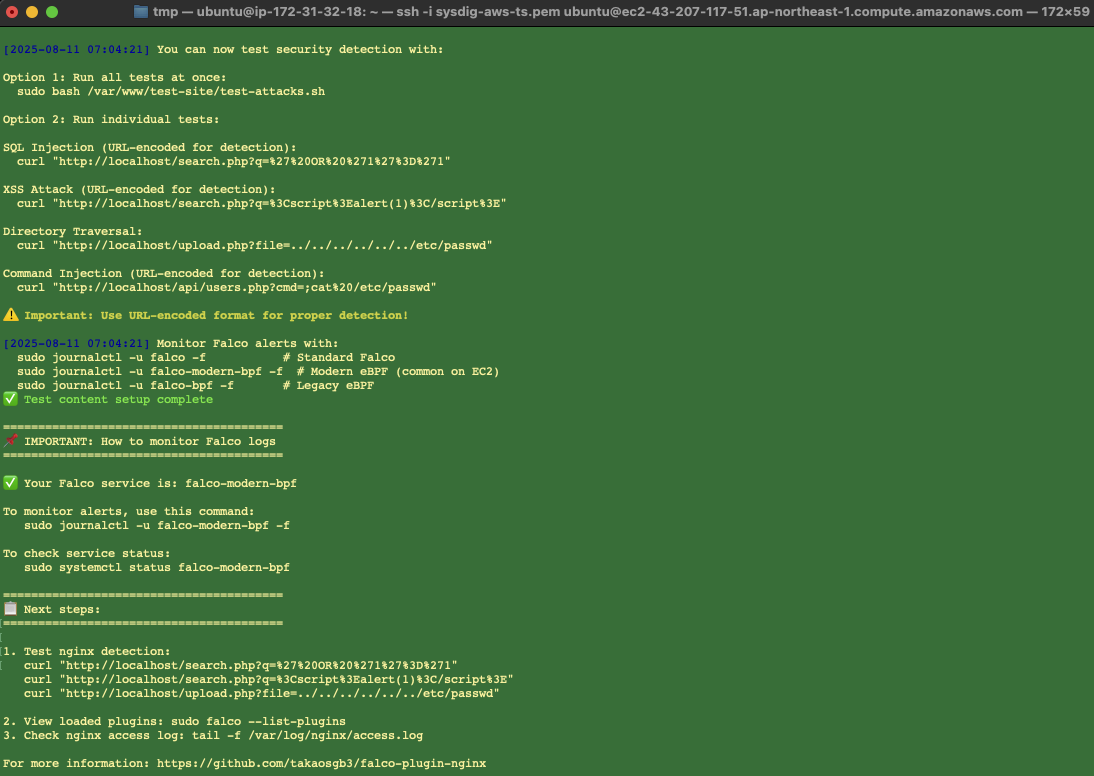 tmp — ubuntu@ip-172-31-32-18: ~ — ssh -i sysdig-aws-ts.pem ubuntu@ec2-43-207-117-51.ap-northeast-1.compute.amazonaws.com — 172×59
[2025-08-11 07:04:21] You can now test security detection with:
Option 1: Run all tests at once:
sudo bash /var/www/test-site/test-attacks.sh
Option 2: Run individual tests:
SQL Injection (URL-encoded for detection):
curl "http://localhost/search.php?q=%27%20OR%20%271%27%3D%271"
XSS Attack (URL-encoded for detection):
curl "http://localhost/search.php?q=%3Cscript%3Ealert(1)%3C/script%3E"
Directory Traversal:
curl "http://localhost/upload.php?file=../../../../../../etc/passwd"
Command Injection (URL-encoded for detection):
curl "http://localhost/api/users.php?cmd=;cat%20/etc/passwd"
⚠️ Important: Use URL-encoded format for proper detection!
[2025-08-11 07:04:21] Monitor Falco alerts with:
sudo journalctl -u falco -f # Standard Falco
sudo journalctl -u falco-modern-bpf -f # Modern eBPF (common on EC2)
sudo journalctl -u falco-bpf -f # Legacy eBPF
✅ Test content setup complete
========================================
📌 IMPORTANT: How to monitor Falco logs
========================================
✅ Your Falco service is: falco-modern-bpf
To monitor alerts, use this command:
sudo journalctl -u falco-modern-bpf -f
To check service status:
sudo systemctl status falco-modern-bpf
========================================
📋 Next steps:
========================================
1. Test nginx detection:
curl "http://localhost/search.php?q=%27%20OR%20%271%27%3D%271"
curl "http://localhost/search.php?q=%3Cscript%3Ealert(1)%3C/script%3E"
curl "http://localhost/upload.php?file=../../../../../../etc/passwd"
2. View loaded plugins: sudo falco --list-plugins
3. Check nginx access log: tail -f /var/log/nginx/access.log
For more information: https://github.com/takaosgb3/falco-plugin-nginx